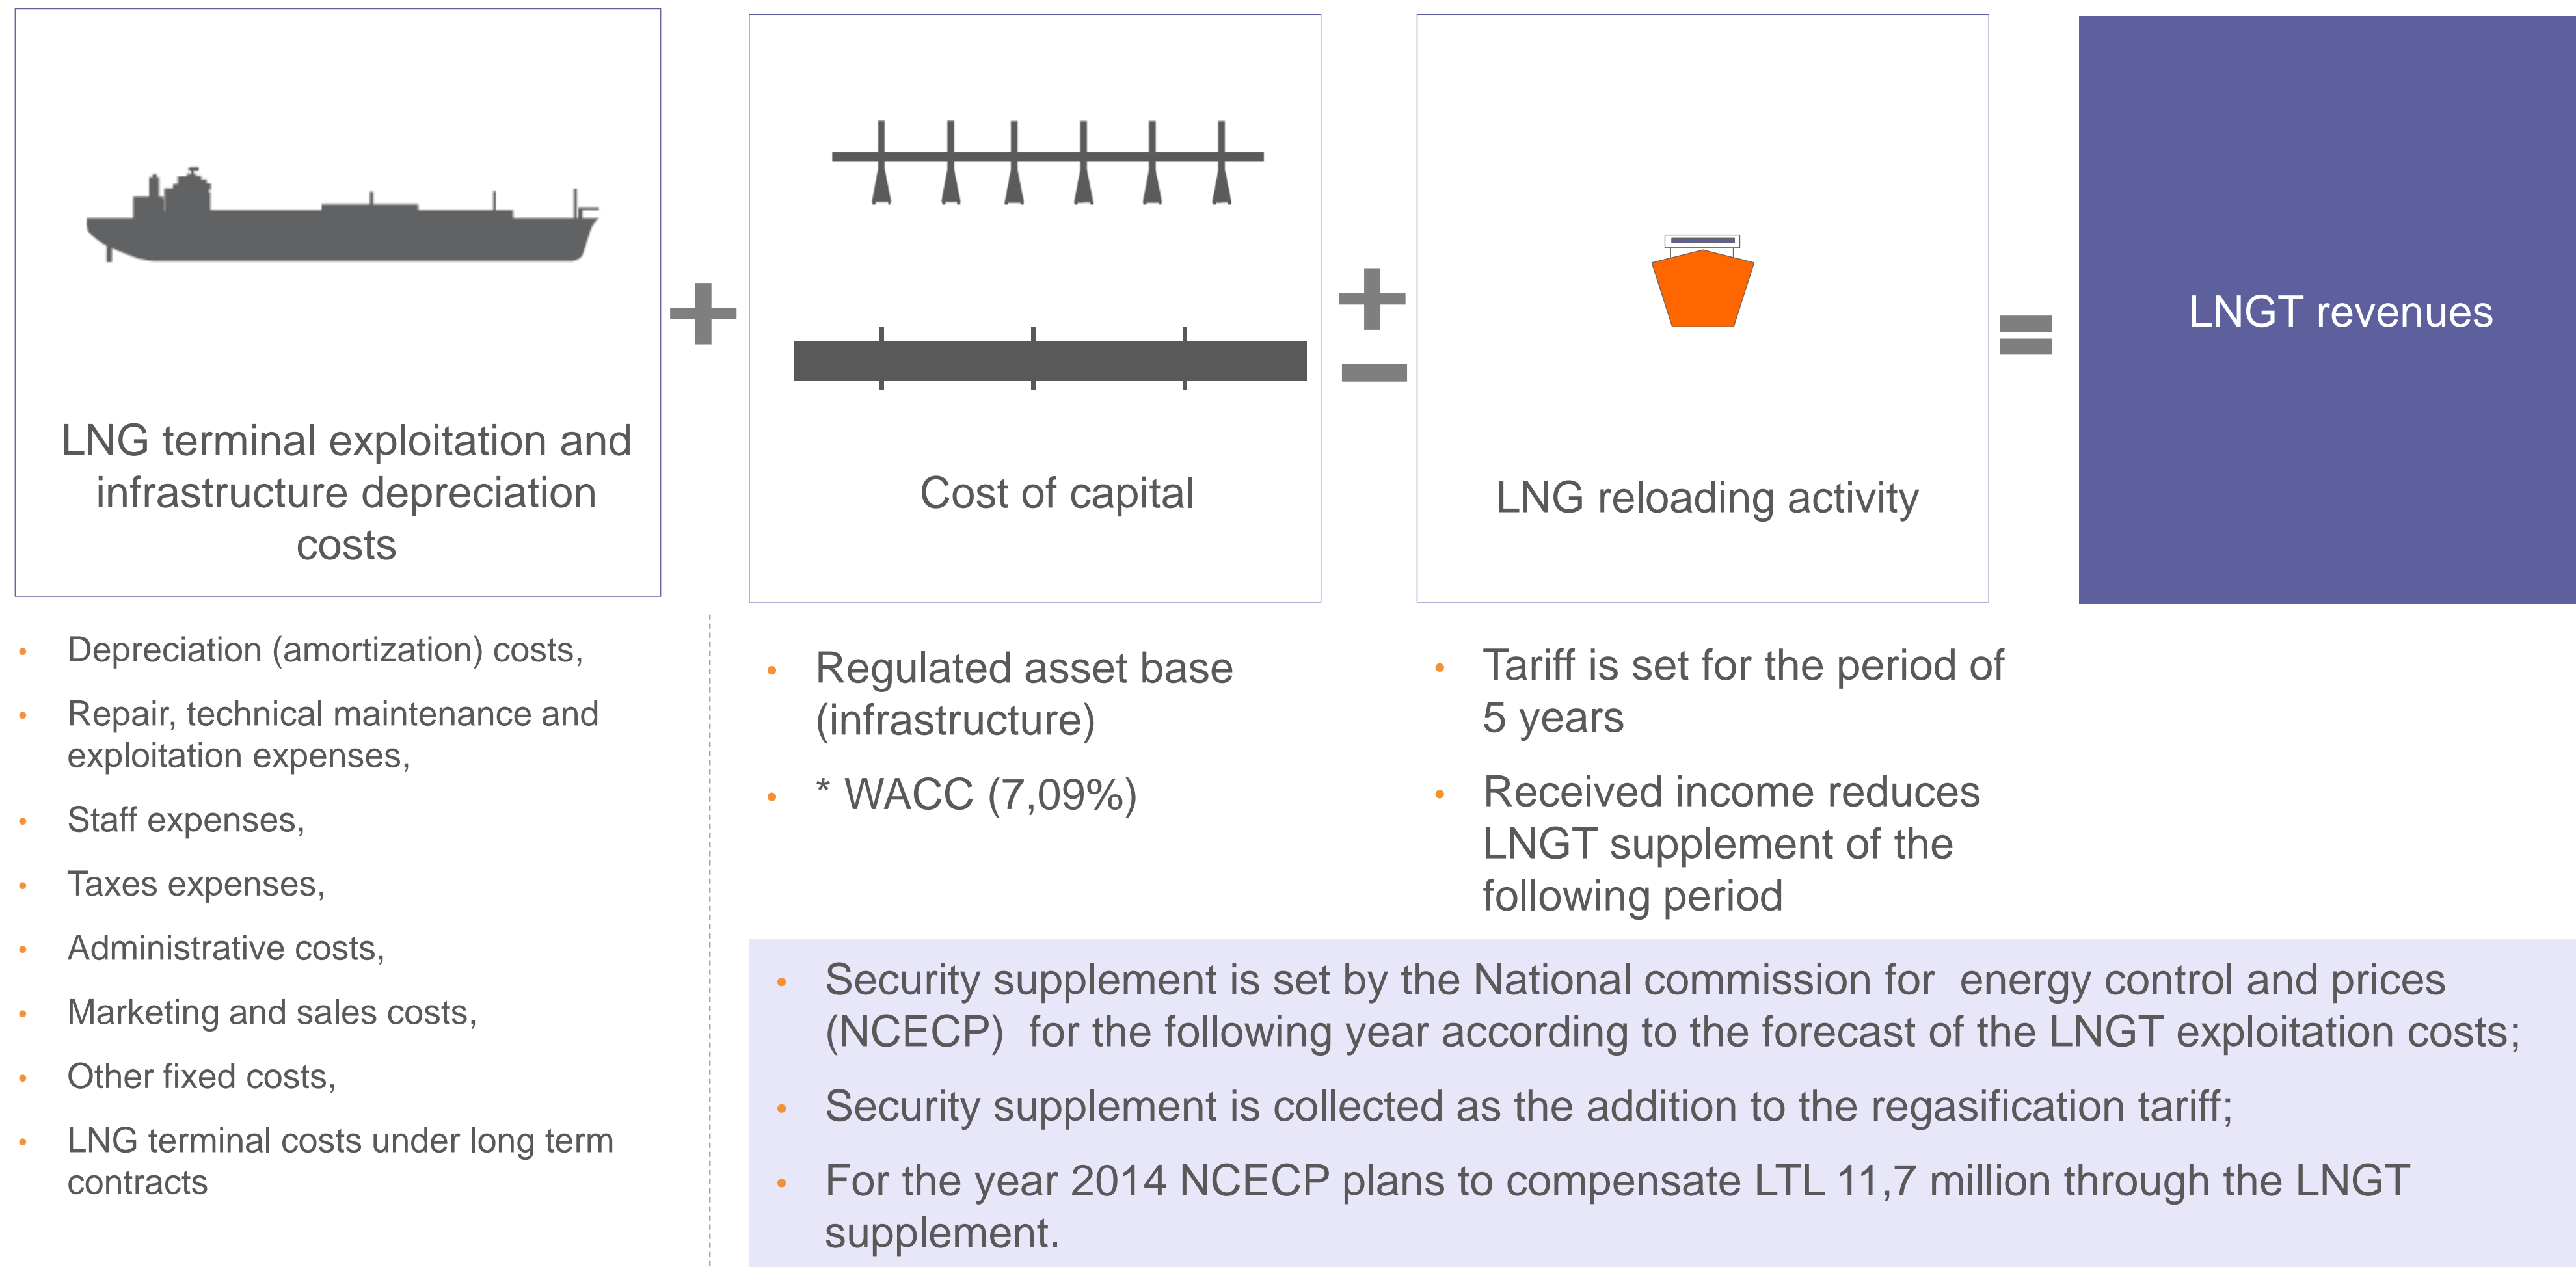 LNG terminal exploitation and
infrastructure depreciation
costs
+
Cost of capital
+
–
LNG reloading activity
=
LNGT revenues
• Depreciation (amortization) costs,
• Repair, technical maintenance and
exploitation expenses,
• Staff expenses,
• Taxes expenses,
• Administrative costs,
• Marketing and sales costs,
• Other fixed costs,
• LNG terminal costs under long term
contracts
• Regulated asset base
(infrastructure)
• * WACC (7,09%)
• Tariff is set for the period of
5 years
• Received income reduces
LNGT supplement of the
following period
• Security supplement is set by the National commission for energy control and prices
(NCECP) for the following year according to the forecast of the LNGT exploitation costs;
• Security supplement is collected as the addition to the regasification tariff;
• For the year 2014 NCECP plans to compensate LTL 11,7 million through the LNGT
supplement.